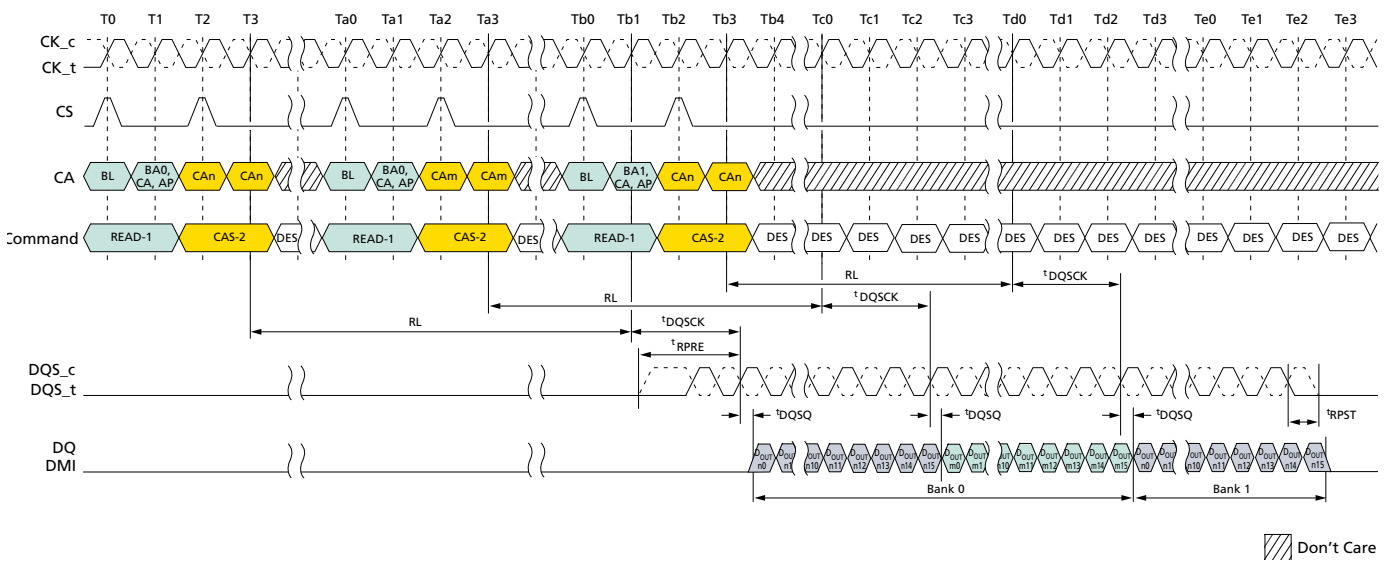 T0 T1 T2 T3 Ta0 Ta1 Ta2 Ta3 Tb0 Tb1 Tb2 Tb3 Tb4 Tc0 Tc1 Tc2 Tc3 Td0 Td1 Td2 Td3 Te0 Te1 Te2 Te3
CK_c
CK_t
CS
CA BL BA0, CA, AP CAn CAn BL BA0, CA, AP CAm CAm BL BA1, CA, AP CAn CAn
Command READ-1 CAS-2 DES READ-1 CAS-2 DES READ-1 CAS-2 DES DES DES DES DES DES DES DES DES DES DES DES DES
RL tDQSCK
RL tDQSCK
RL tDQSCK
tRPRE
DQS_c
DQS_t
tDQSQ tDQSQ tDQSQ tRPST
DQ
DMI
DOUT n0 DOUT n1 DOUT n10 DOUT n11 DOUT n12 DOUT n13 DOUT n14 DOUT n15 DOUT m0 DOUT m1 DOUT m10 DOUT m11 DOUT m12 DOUT m13 DOUT m14 DOUT m15 DOUT n0 DOUT n1 DOUT n10 DOUT n11 DOUT n12 DOUT n13 DOUT n14 DOUT n15
Bank 0 Bank 1
Don't Care